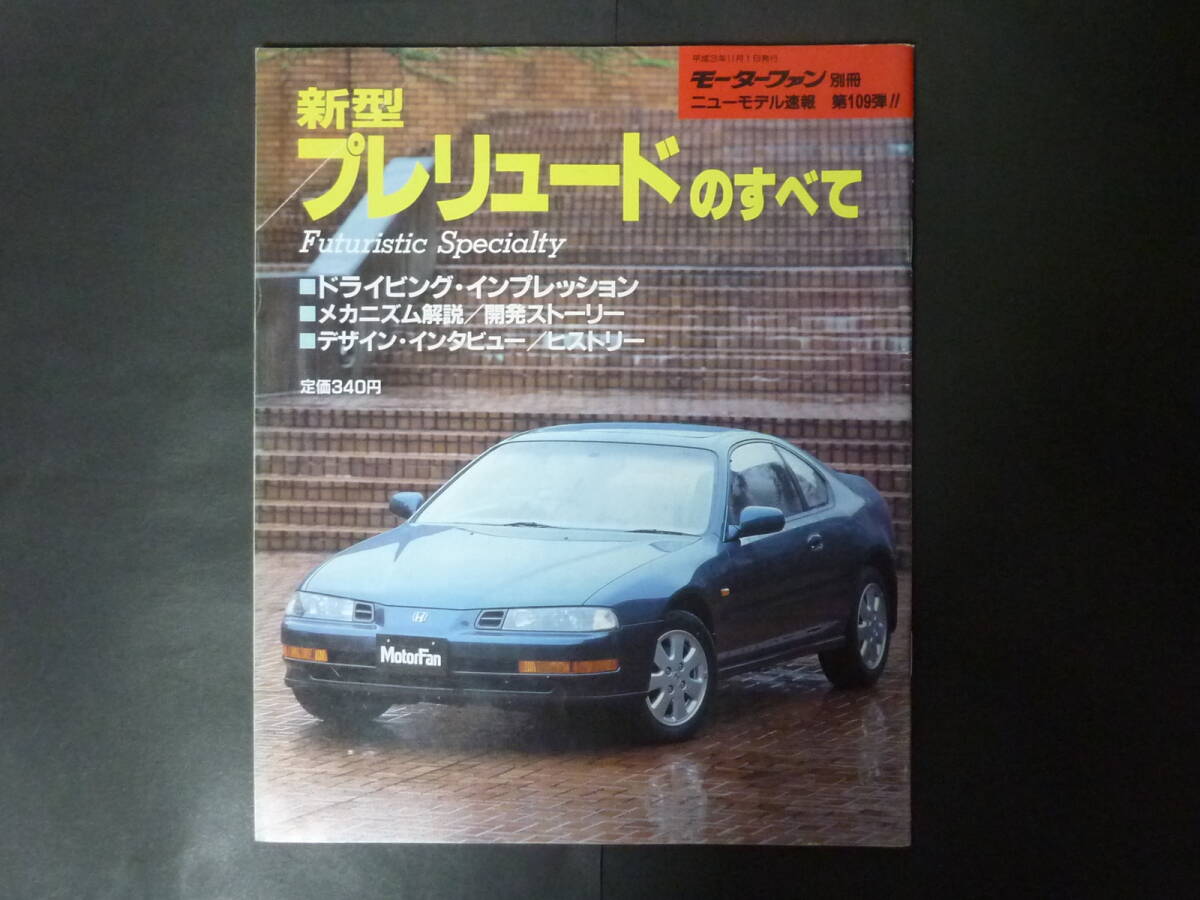 平成3年11月1日発行
モーターファン 別冊
ニューモデル速報 第109弾!!
新型
プレリュードのすべて
Futuristic Specialty
■ドライビング・インプレッション
■メカニズム解説/開発ストーリー
■デザイン・インタビュー/ヒストリー
定価340円
MotorFan